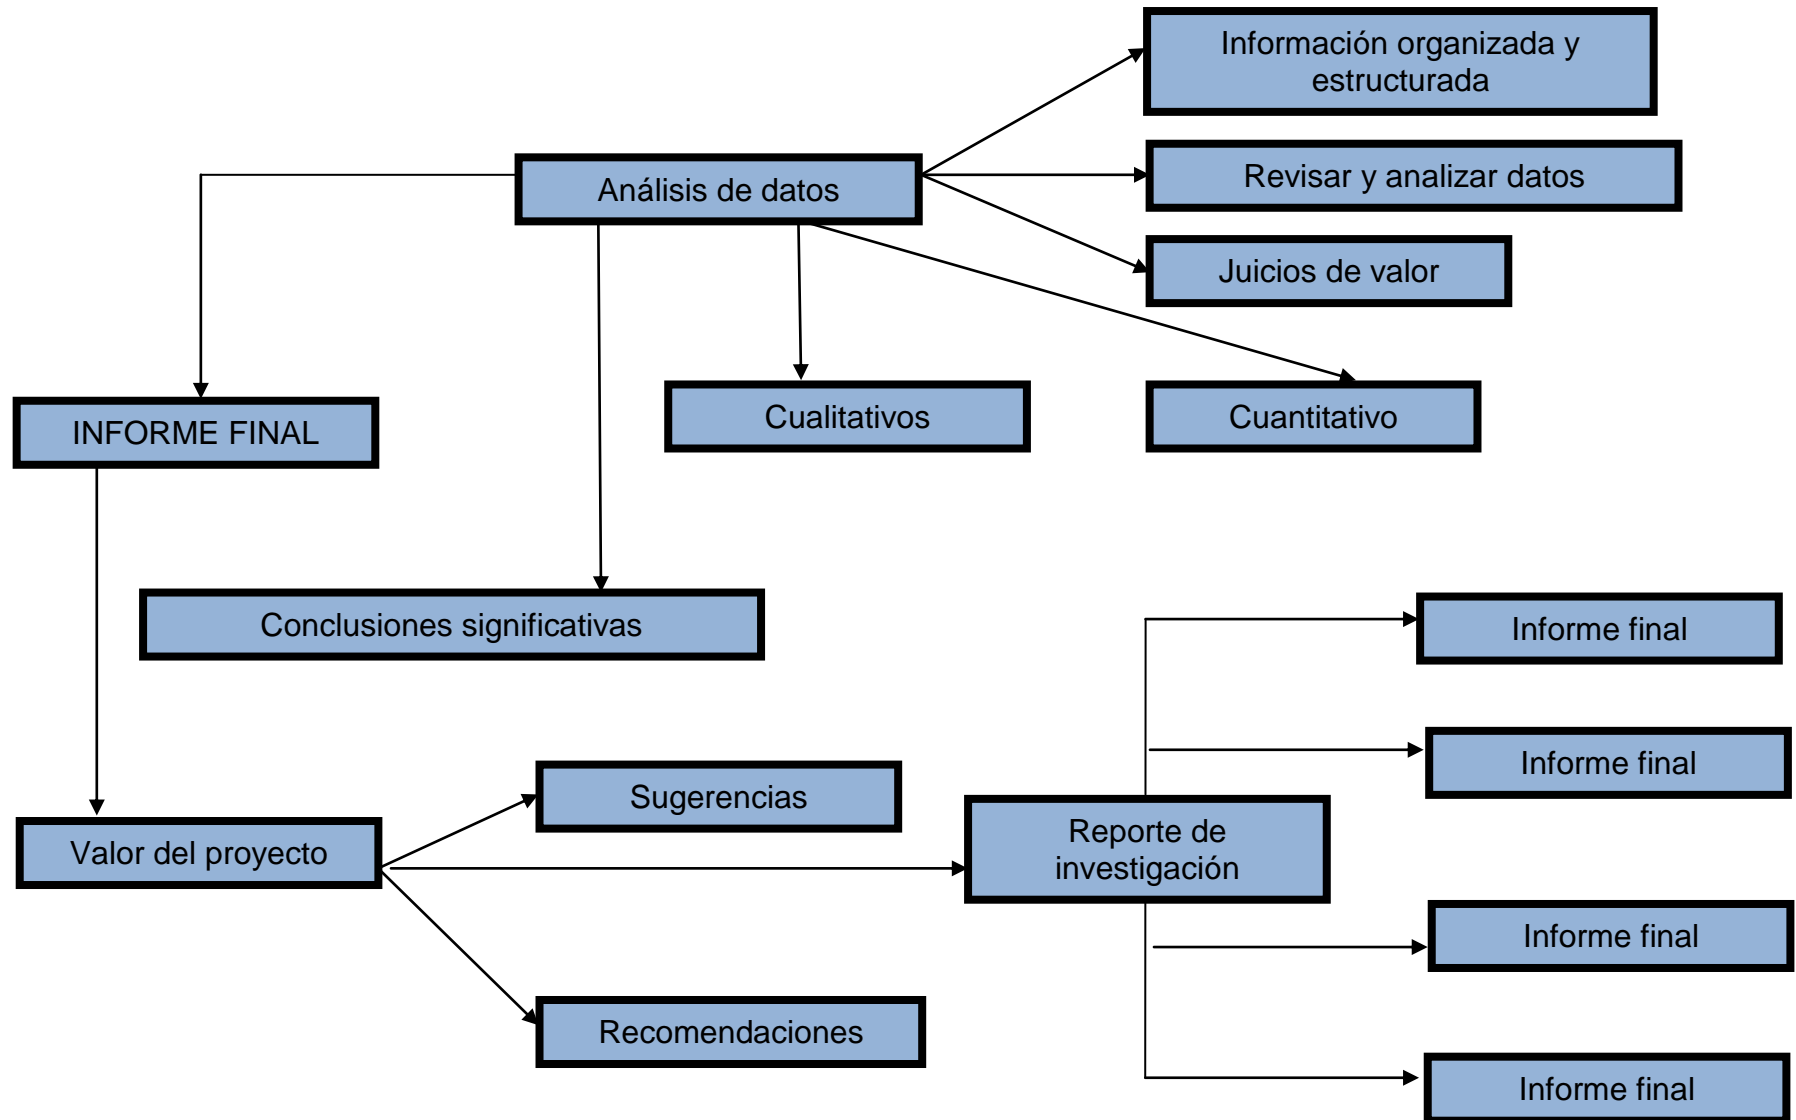 Información organizada y
estructurada
Análisis de datos
Revisar y analizar datos
Juicios de valor
INFORME FINAL
Cualitativos
Cuantitativo
Conclusiones significativas
Informe final
Informe final
Sugerencias
Valor del proyecto
Reporte de
investigación
Informe final
Recomendaciones
Informe final